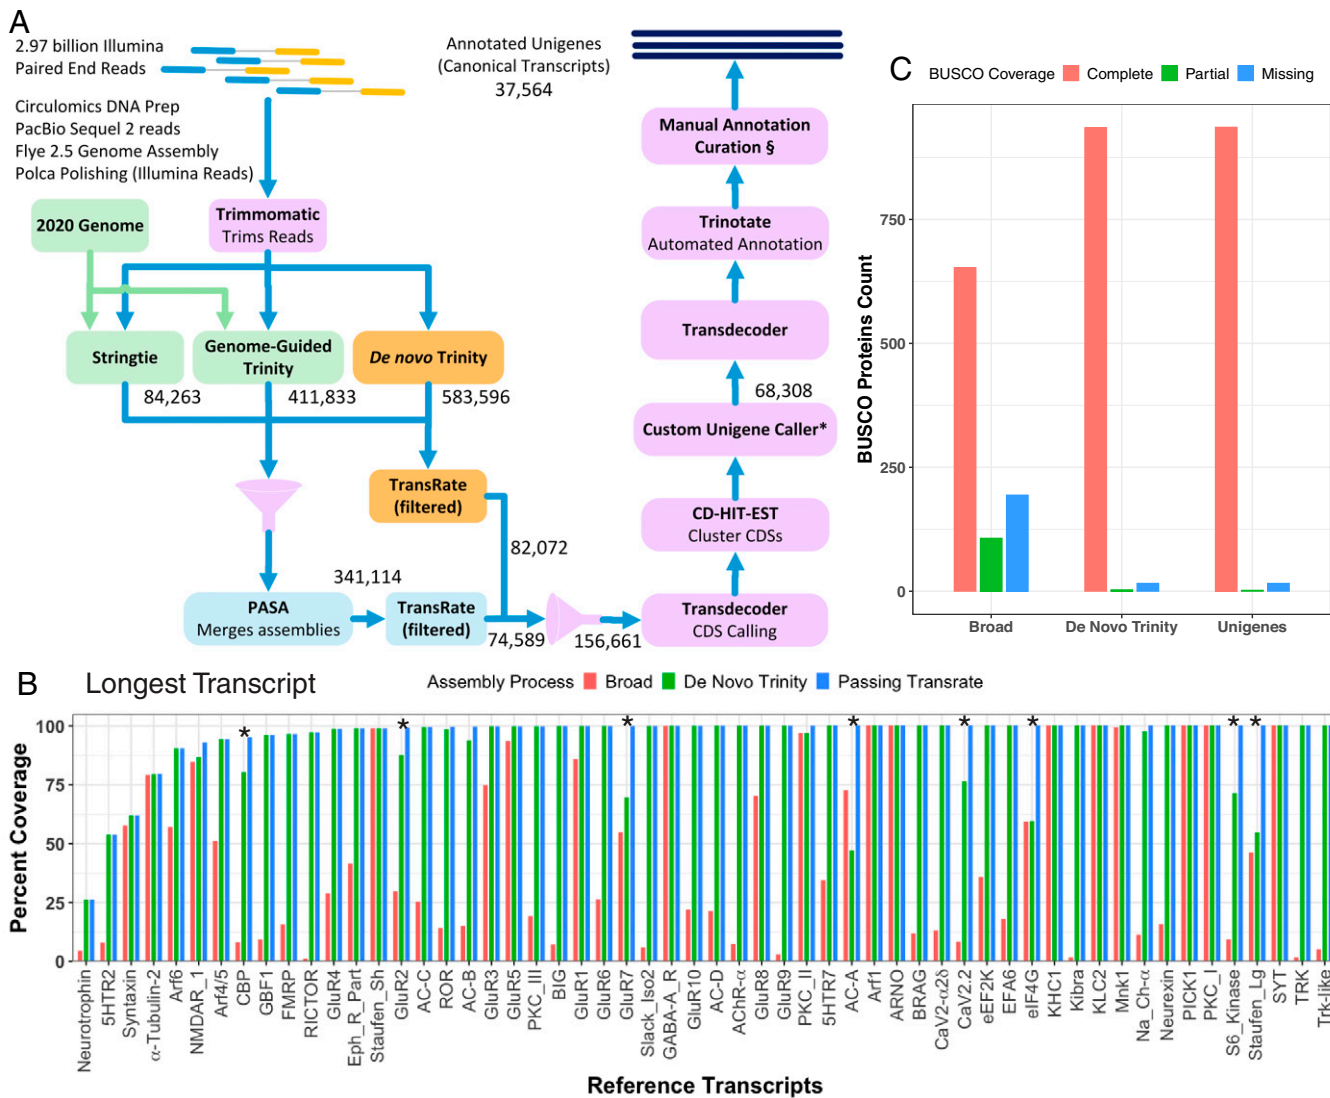 A
2.97 billion Illumina
Paired End Reads
Circulomics DNA Prep
PacBio Sequel 2 reads
Flye 2.5 Genome Assembly
Polca Polishing (Illumina Reads)
2020 Genome
Trimmomatic
Trims Reads
Stringtie
Genome-Guided
Trinity
De novo Trinity
84,263
411,833
583,596
TransRate
(filtered)
82,072
341,114
PASA
Merges assemblies
TransRate
(filtered)
74,589
156,661
Transdecoder
CDS Calling
CD-HIT-EST
Cluster CDSs
Custom Unigene Caller*
68,308
Transdecoder
Trinotate
Automated Annotation
Manual Annotation
Curation §
Annotated Unigenes
(Canonical Transcripts)
37,564
C
BUSCO Coverage Complete Partial Missing
BUSCO Proteins Count
750
500
250
0
Broad De Novo Trinity Unigenes
B
Longest Transcript
Assembly Process Broad De Novo Trinity Passing Transrate
Percent Coverage
100
75
50
25
0
* * * * * * * *
Neurotrophin
5HTR2
Syntaxin
α-Tubulin-2
Arf6
NMDAR_1
Arf4/5
CBP
GBF1
FMRP
RICTOR
GluR4
Eph_R_Part
Staufen_Sh
GluR2
AC-C
ROR
AC-B
GluR3
GluR5
PKC_III
BIG
GluR1
GluR6
GluR7
Slack_Iso2
GABA-A_R
GluR10
AC-D
AChR-α
GluR8
GluR9
PKC_II
5HTR7
AC-A
Arf1
ARNO
BRAG
CaV2-α2δ
CaV2.2
eEF2K
EFA6
eIF4G
KHC1
Kibra
KLC2
Mnk1
Na_Ch-α
Neurexin
PICK1
PKC_I
S6_Kinase
Staufen_Lg
SYT
TRK
Trk-like
Reference Transcripts